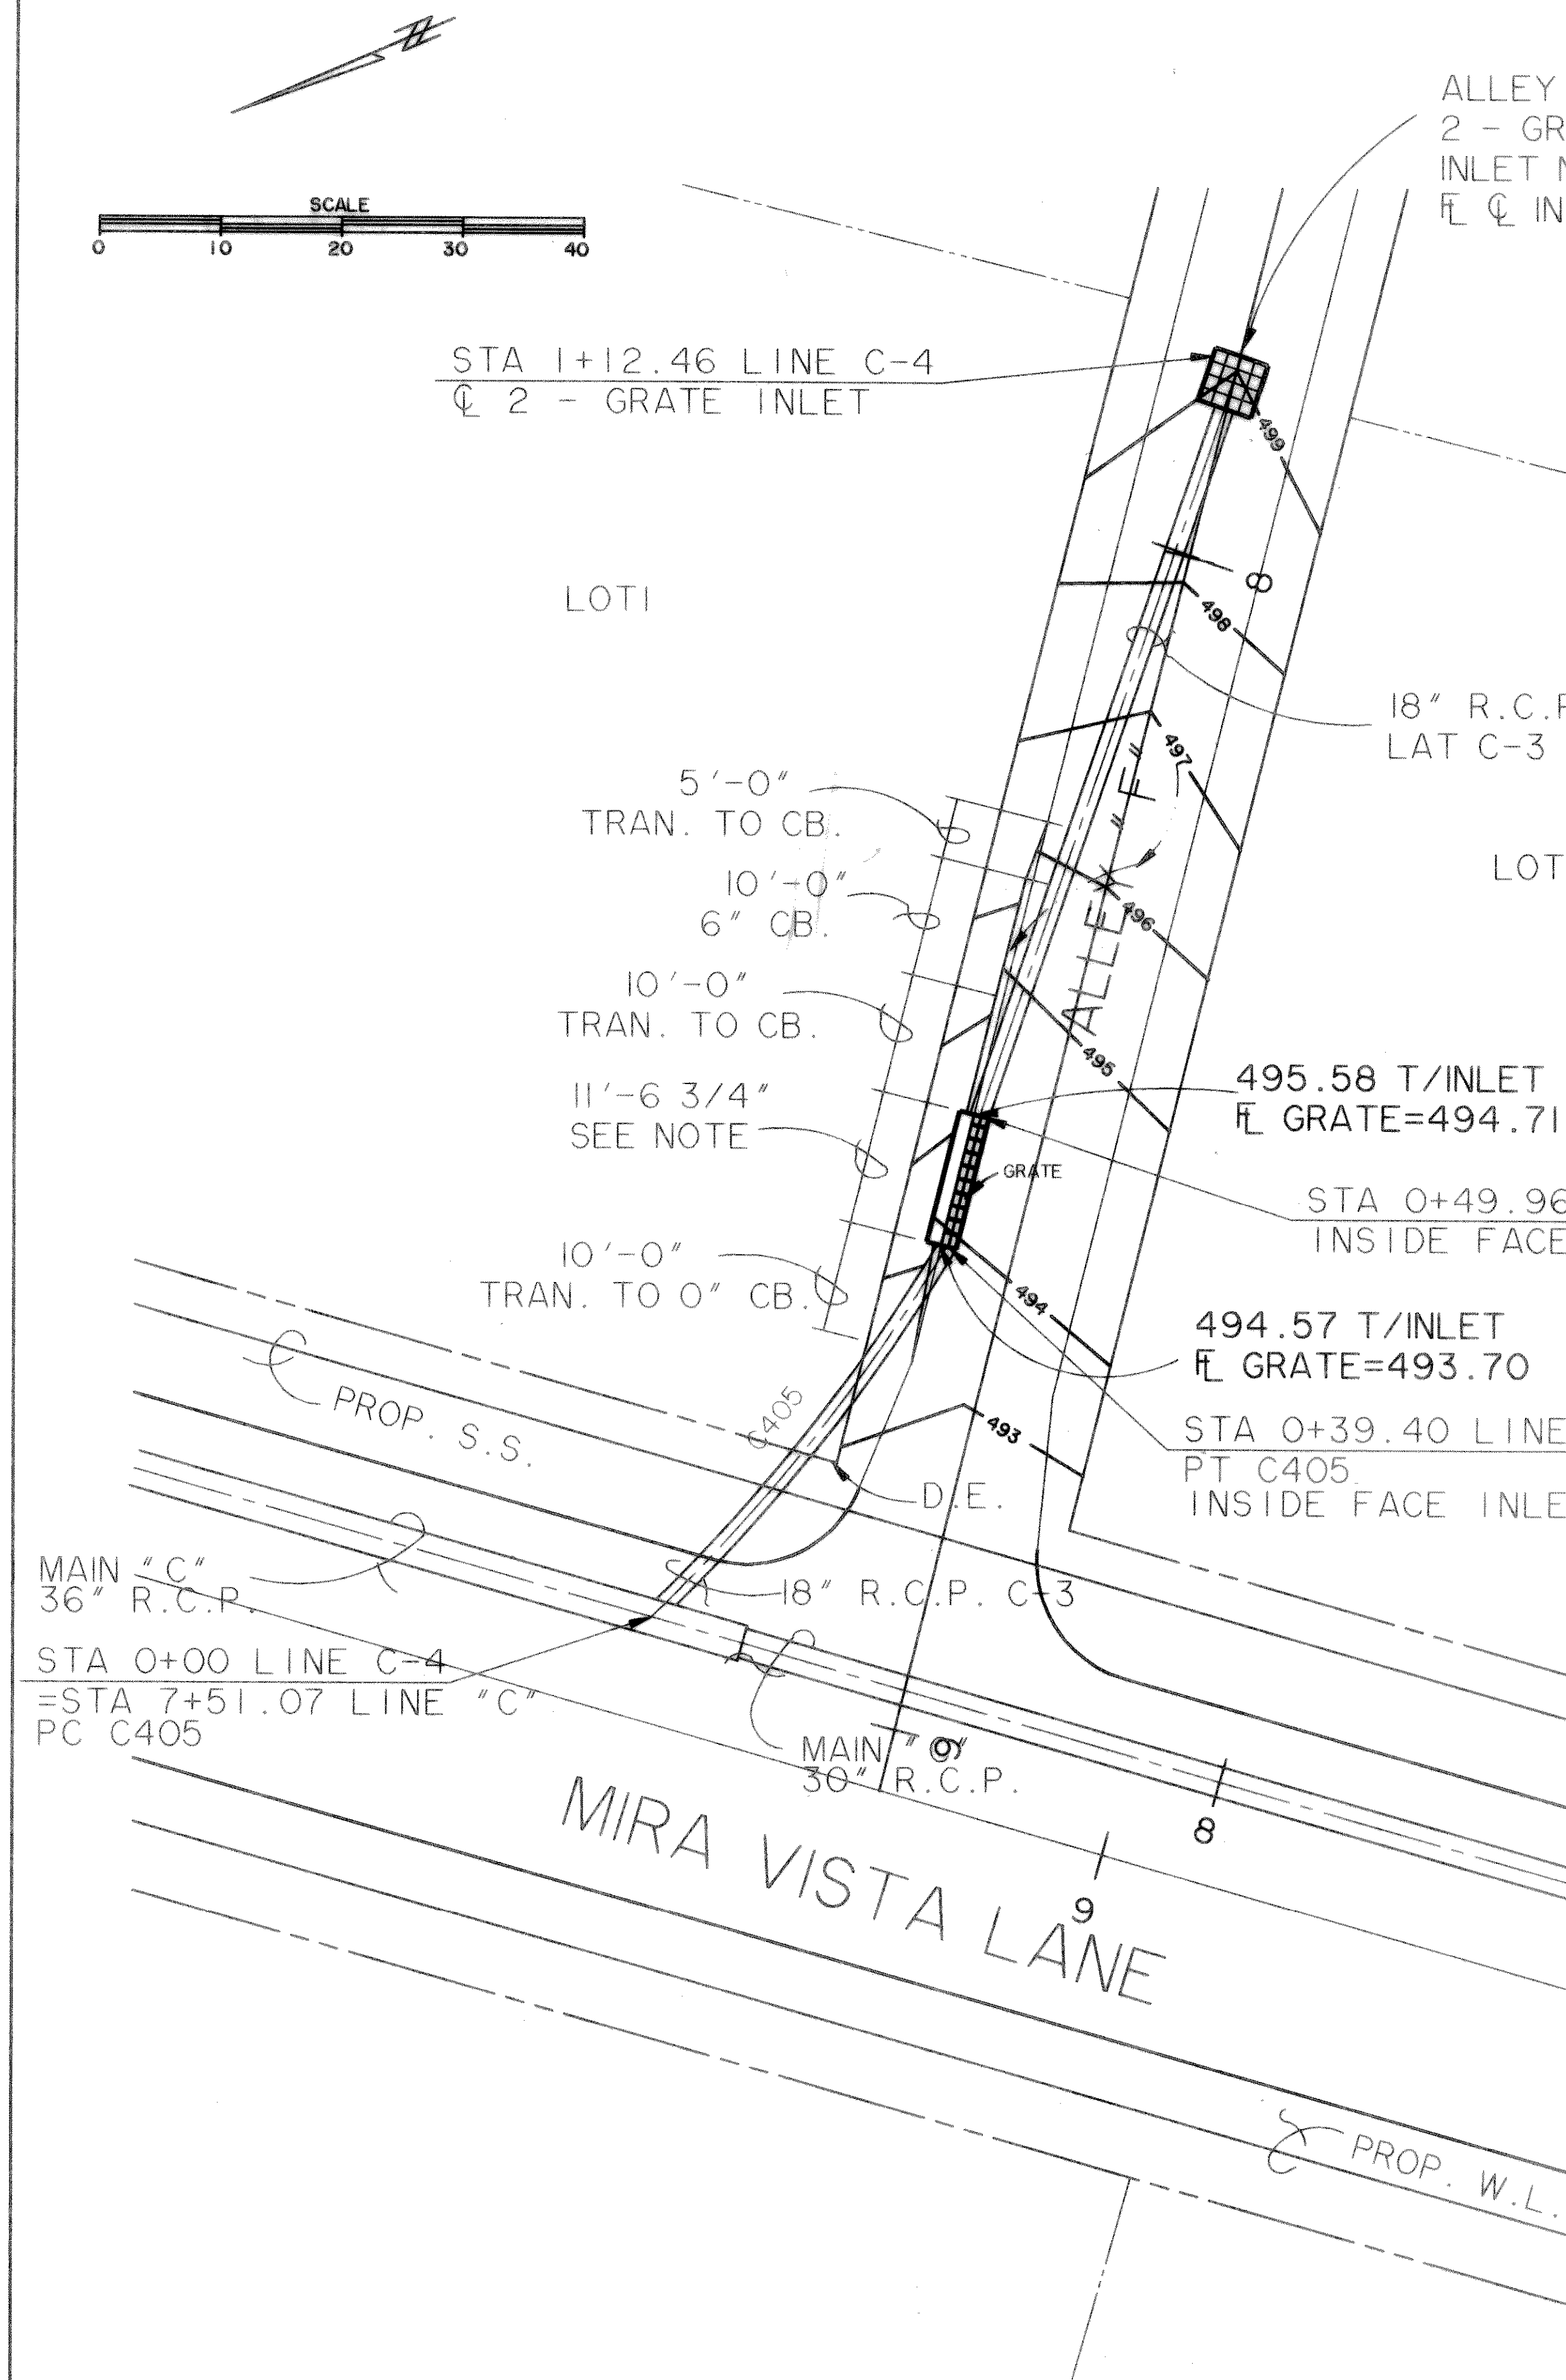 N
ALLEY
2 - GR
INLET N
FL CL IN
SCALE
0 10 20 30 40
STA 1+12.46 LINE C-4
CL 2 - GRATE INLET
499
8
LOT1
498
18" R.C.P
LAT C-3
497
5'-0"
TRAN. TO CB.
LOT
10'-0"
6" CB.
496
ALLEY "F"
10'-0"
TRAN. TO CB.
495
495.58 T/INLET
FL GRATE=494.71
11'-6 3/4"
SEE NOTE
GRATE
STA 0+49.96
INSIDE FACE
10'-0"
TRAN. TO 0" CB.
494
494.57 T/INLET
FL GRATE=493.70
PROP. S.S.
C405
493
STA 0+39.40 LINE
PT C405
INSIDE FACE INLE
D.E.
MAIN "C"
36" R.C.P.
18" R.C.P. C-3
STA 0+00 LINE C-4
=STA 7+51.07 LINE "C"
PC C405
MAIN
30" R.C.P.
9
8
9
MIRA VISTA LANE
PROP. W.L.